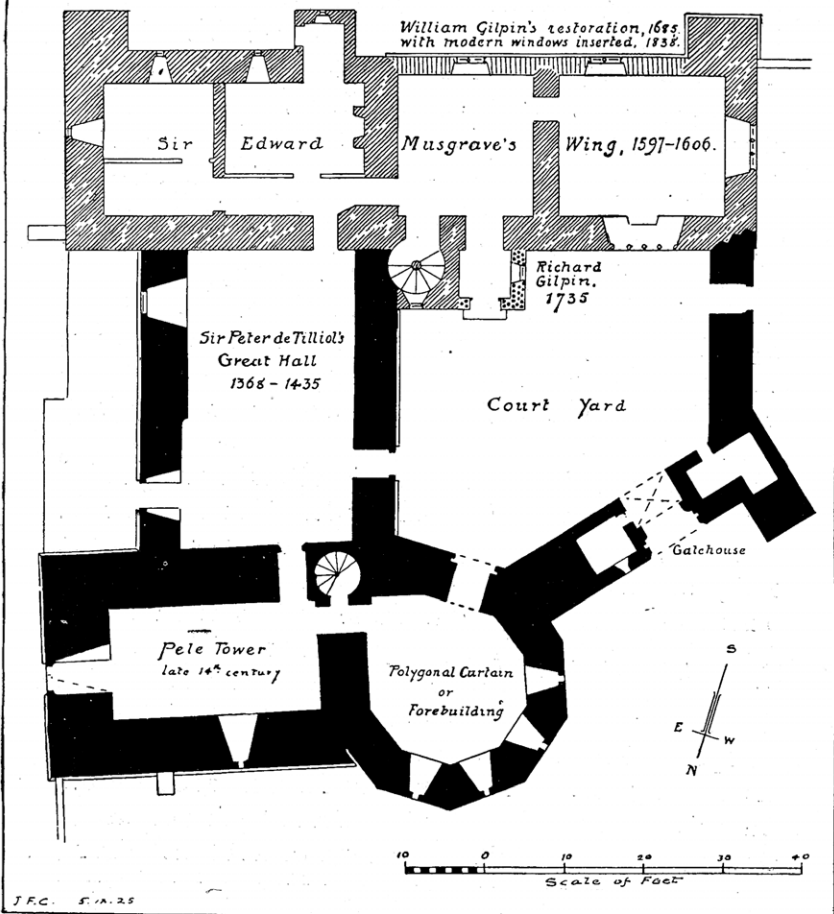 William Gilpin's restoration, 1685
with modern windows inserted, 1838.
Sir Edward Musgrave's Wing, 1597-1606.
Richard
Gilpin.
1735
Sir Peter de Tilliol's
Great Hall
1368 - 1435
Court Yard
Gatehouse
Pele Tower
late 14th century
Polygonal Curtain
or
Forebuilding
S
E W
N
10 0 10 20 30 40
Scale of Feet
J.F.C.